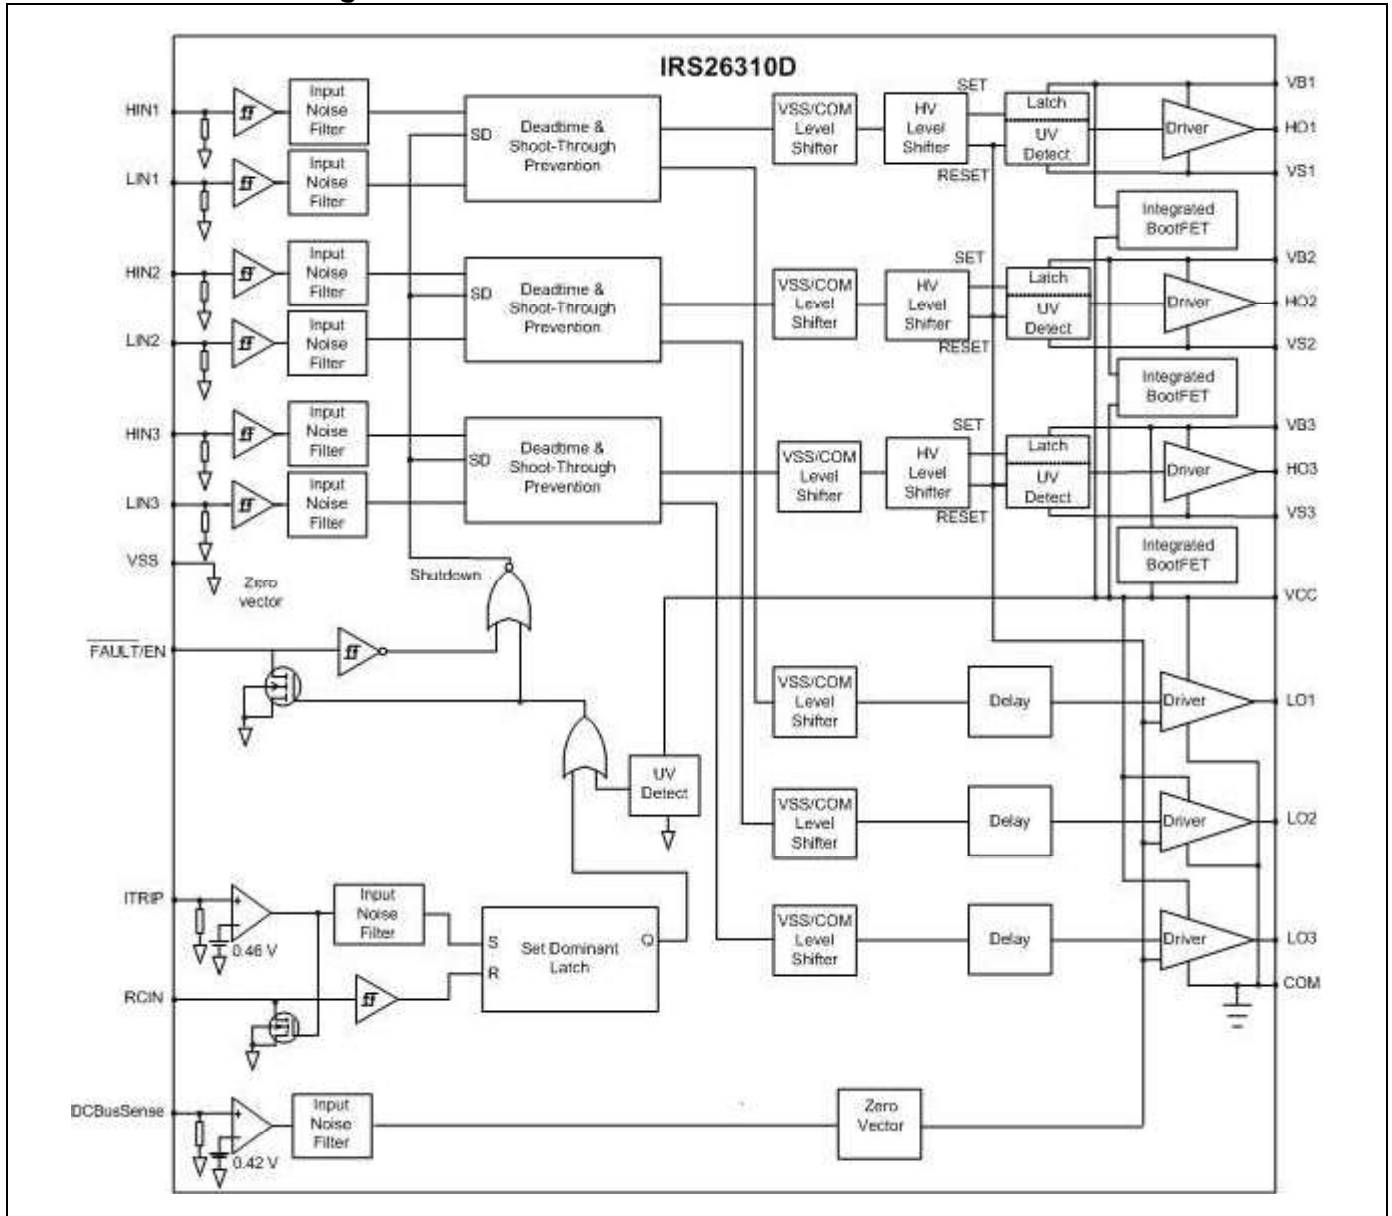 IRS26310D
HIN1
Input
Noise
Filter
LIN1
Input
Noise
Filter
SD
Deadtime &
Shoot-Through
Prevention
VSS/COM
Level
Shifter
HV
Level
Shifter
SET
RESET
Latch
UV
Detect
Driver
VB1
HO1
VS1
Integrated
BootFET
HIN2
Input
Noise
Filter
LIN2
Input
Noise
Filter
SD
Deadtime &
Shoot-Through
Prevention
VSS/COM
Level
Shifter
HV
Level
Shifter
SET
RESET
Latch
UV
Detect
Driver
VB2
HO2
VS2
Integrated
BootFET
HIN3
Input
Noise
Filter
LIN3
Input
Noise
Filter
SD
Deadtime &
Shoot-Through
Prevention
VSS/COM
Level
Shifter
HV
Level
Shifter
SET
RESET
Latch
UV
Detect
Driver
VB3
HO3
VS3
Integrated
BootFET
VSS
Zero
vector
Shutdown
VCC
FAULT/EN
VSS/COM
Level
Shifter
Delay
Driver
LO1
UV
Detect
VSS/COM
Level
Shifter
Delay
Driver
LO2
ITRIP
+
−
0.46 V
Input
Noise
Filter
S
R
Q
Set Dominant
Latch
VSS/COM
Level
Shifter
Delay
Driver
LO3
COM
RCIN
DCBusSense
+
−
0.42 V
Input
Noise
Filter
Zero
Vector